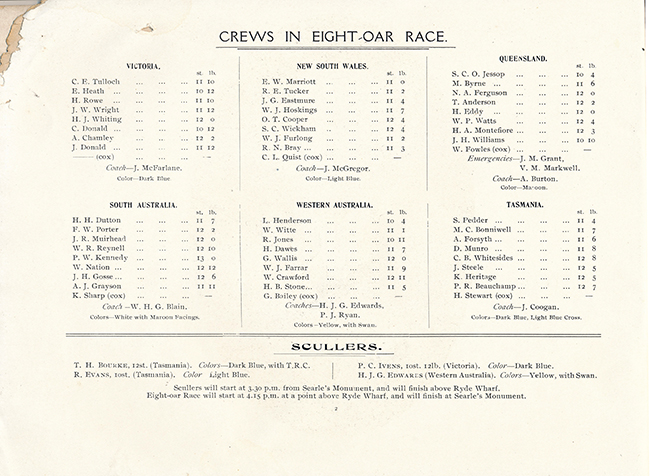 CREWS IN EIGHT-OAR RACE.
VICTORIA.
st. lb.
C. E. Tulloch ... ... ... 11 10
E. Heath ... ... ... ... 10 12
H. Rowe ... ... ... ... 11 10
J. W. Wright ... ... ... 11 12
H. J. Whiting ... ... ... 12 0
C. Donald ... ... ... ... 10 12
A. Chamley ... ... ... 12 2
J. Donald ... ... ... ... 11 12
——— (cox) ... ... ... —
Coach—J. McFarlane.
Color—Dark Blue.
NEW SOUTH WALES.
st. lb.
E. W. Marriott ... ... ... 11 0
R. E. Tucker ... ... ... 11 2
J. G. Eastmure ... ... ... 11 4
W. J. Hoskings ... ... ... 11 7
O. T. Cooper ... ... ... 12 4
S. C. Wickham ... ... ... 12 4
W. J. Furlong ... ... ... 11 2
R. N. Bray ... ... ... ... 11 3
C. L. Quist (cox) ... ... ... —
Coach—J. McGregor.
Color—Light Blue.
QUEENSLAND.
st. lb.
S. C. O. Jessop ... ... ... 10 4
M. Byrne ... ... ... ... 11 6
N. A. Ferguson ... ... ... 12 0
T. Anderson ... ... ... 12 2
H. Eddy ... ... ... ... 12 0
W. P. Watts ... ... ... 12 4
H. A. Montefiore ... ... ... 12 3
J. H. Williams ... ... ... 10 10
W. Fowles (cox) ... ... ... —
Emergencies—J. M. Grant,
V. M. Markwell.
Coach—A. Burton.
Color—Maroon.
SOUTH AUSTRALIA.
st. lb.
H. H. Dutton ... ... ... 11 7
F. W. Porter ... ... ... 12 2
J. R. Muirhead ... ... ... 12 0
W. R. Reynell ... ... ... 12 10
P. W. Kennedy ... ... ... 13 0
W. Nation ... ... ... ... 12 12
J. H. Gosse ... ... ... ... 12 6
A. J. Grayson ... ... ... 11 11
K. Sharp (cox) ... ... ... —
Coach—W. H. G. Blain.
Colors—White with Maroon Facings.
WESTERN AUSTRALIA.
st. lb.
L. Henderson ... ... ... 10 4
W. Witte ... ... ... ... 11 1
R. Jones ... ... ... ... 10 11
H. Dawes ... ... ... ... 11 7
G. Wallis ... ... ... ... 12 0
W. J. Farrar ... ... ... 11 9
W. Crawford ... ... ... 12 11
H. B. Stone ... ... ... ... 11 5
G. Bailey (cox) ... ... ... —
Coaches—H. J. G. Edwards.
P. J. Ryan.
Colors—Yellow, with Swan.
TASMANIA.
st. lb.
S. Pedder ... ... ... ... 11 4
M. C. Bonniwell ... ... ... 11 7
A. Forsyth ... ... ... ... 11 6
D. Munro ... ... ... ... 11 8
C. B. Whitesides ... ... ... 12 8
J. Steele ... ... ... ... 12 5
K. Heritage ... ... ... 12 5
P. R. Beauchamp ... ... ... 12 7
H. Stewart (cox) ... ... ... —
Coach—J. Coogan.
Colors—Dark Blue, Light Blue Cross.
SCULLERS.
T. H. BOURKE, 12st. (Tasmania). Colors—Dark Blue, with T.R.C.
R. EVANS, 10st. (Tasmania). Color Light Blue.
P. C. IVENS, 10st. 12lb. (Victoria). Color—Dark Blue.
H. J. G. EDWARDS (Western Australia). Colors—Yellow, with Swan.
Scullers will start at 3.30 p.m. from Searle's Monument, and will finish above Ryde Wharf.
Eight-oar Race will start at 4.15 p.m. at a point above Ryde Wharf, and will finish at Searle's Monument.
2